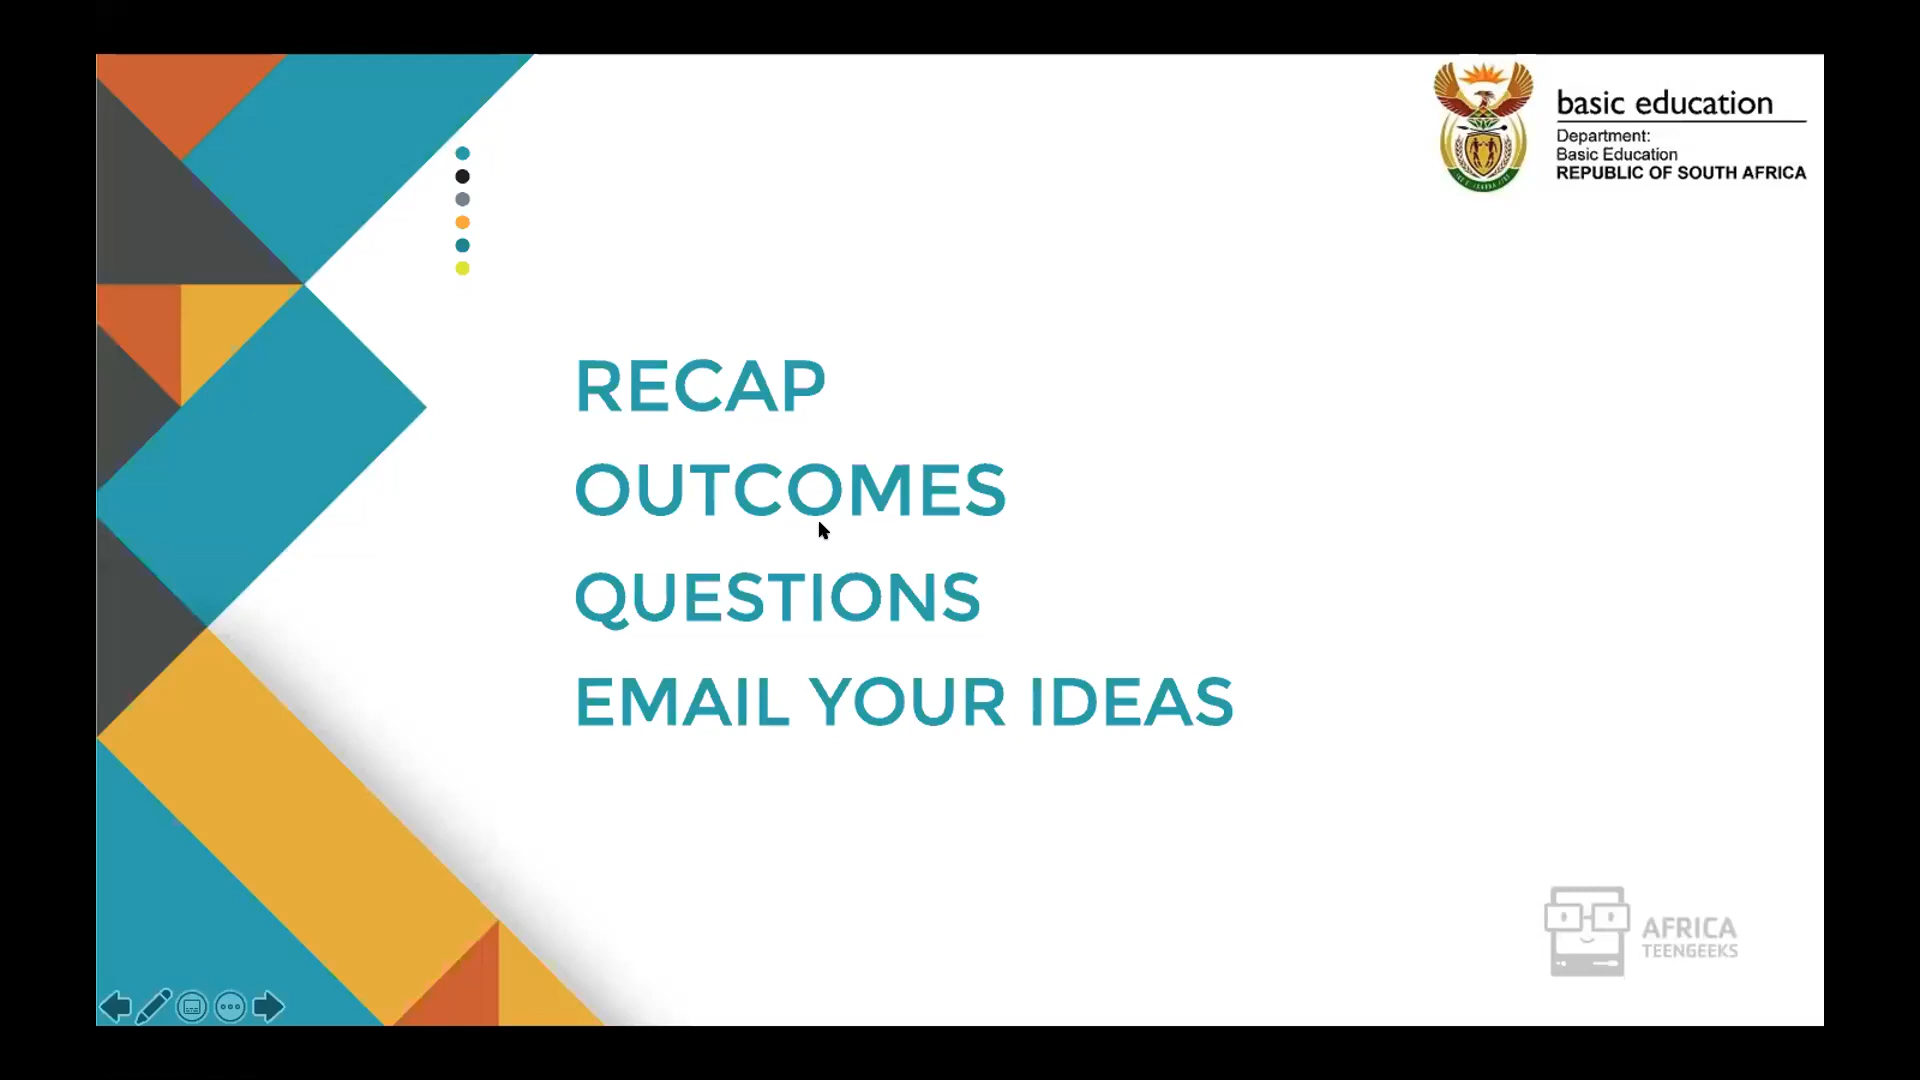 basic education
Department:
Basic Education
REPUBLIC OF SOUTH AFRICA
RECAP
OUTCOMES
QUESTIONS
EMAIL YOUR IDEAS
AFRICA
TEENGEEKS